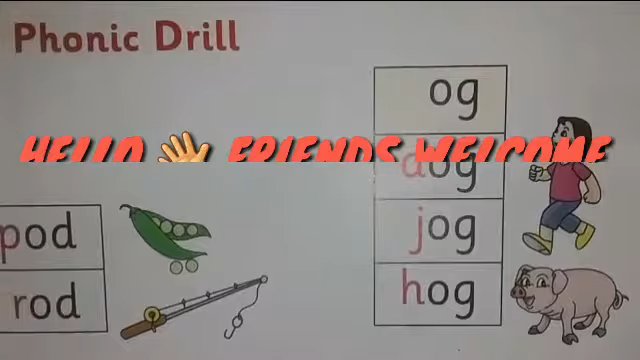 Phonic Drill
og
HELLO 👋 FRIENDS WELCOME
dog
pod
jog
rod
hog